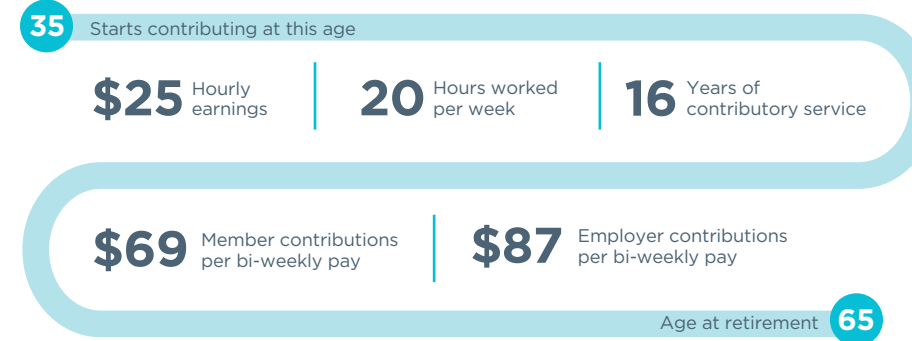 35 Starts contributing at this age
$25 Hourly
earnings
20 Hours worked
per week
16 Years of
contributory service
$69 Member contributions
per bi-weekly pay
$87 Employer contributions
per bi-weekly pay
Age at retirement 65